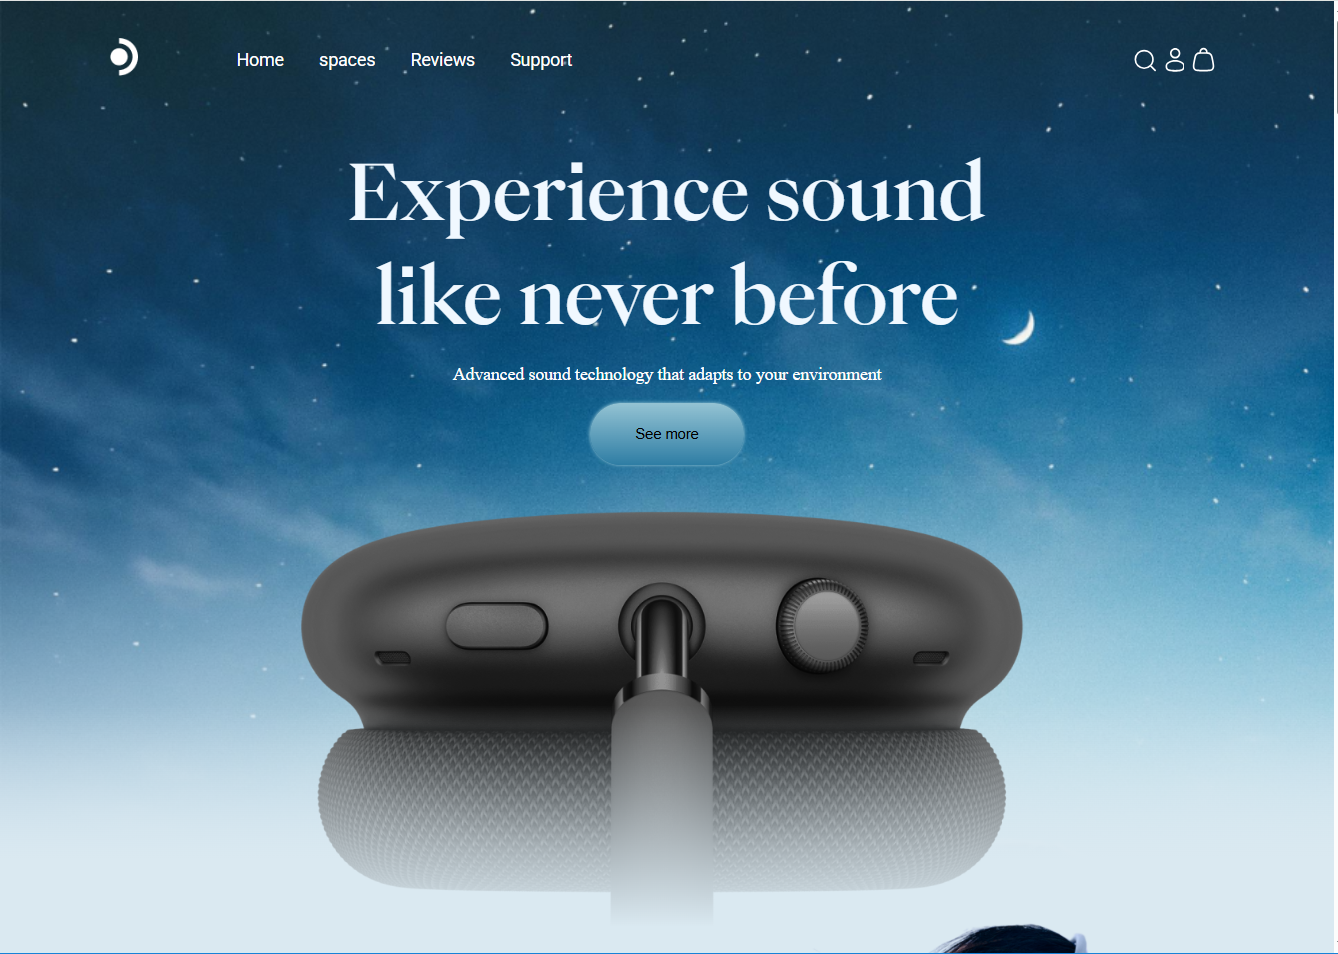 Home
spaces
Reviews
Support
Experience sound
like never before
Advanced sound technology that adapts to your environment
See more